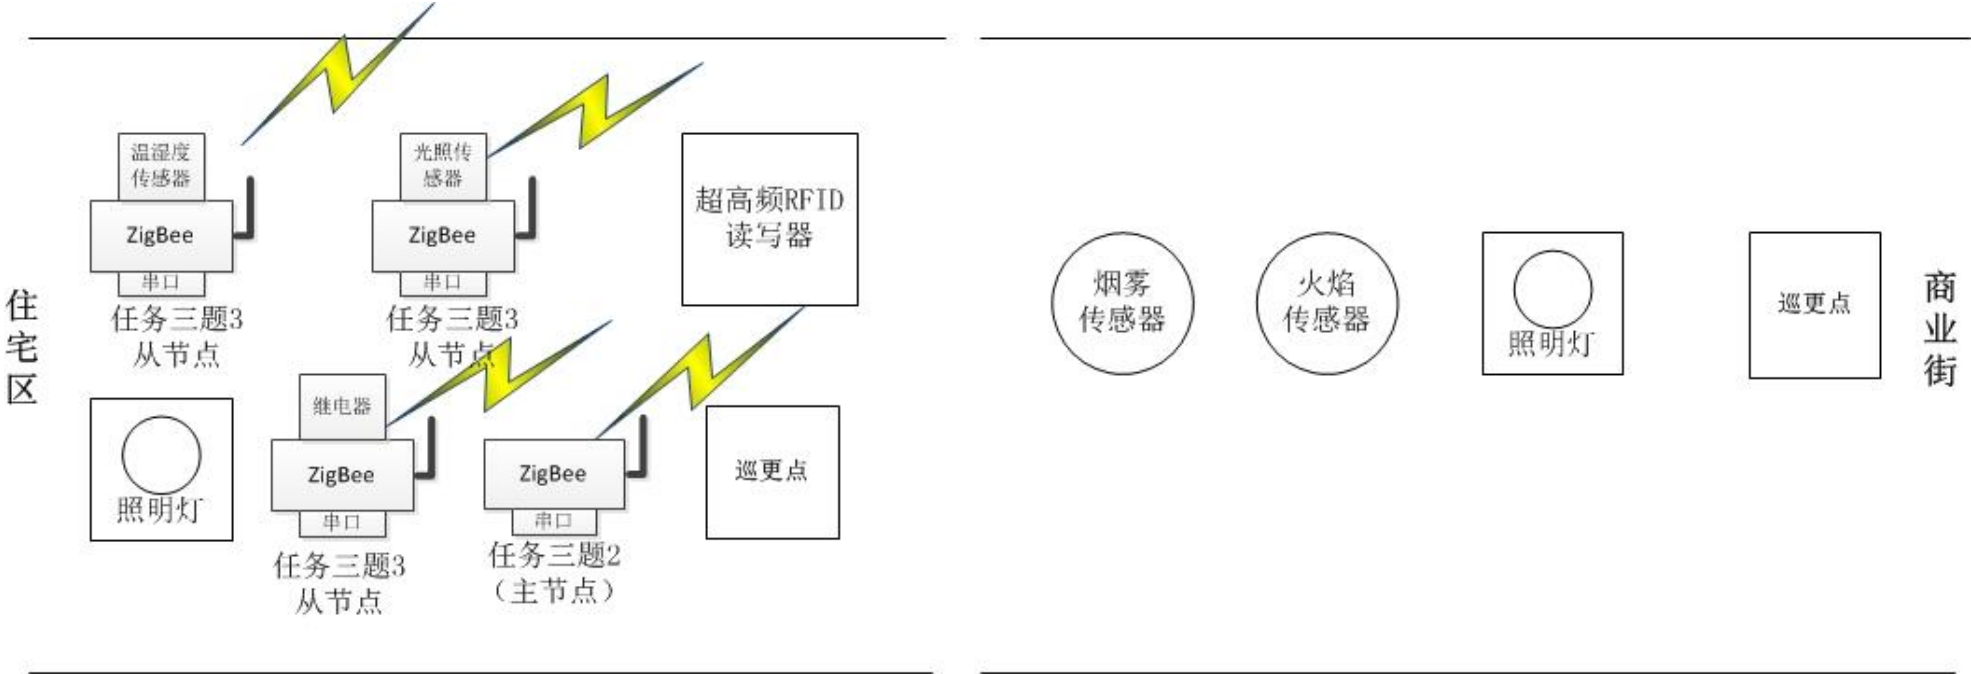 住
宅
区
温湿度
传感器
ZigBee
串口
任务三题3
从节点
光照传
感器
ZigBee
串口
任务三题3
从节点
超高频RFID
读写器
照明灯
继电器
ZigBee
串口
任务三题3
从节点
ZigBee
串口
任务三题2
（主节点）
巡更点
烟雾
传感器
火焰
传感器
照明灯
巡更点
商
业
街